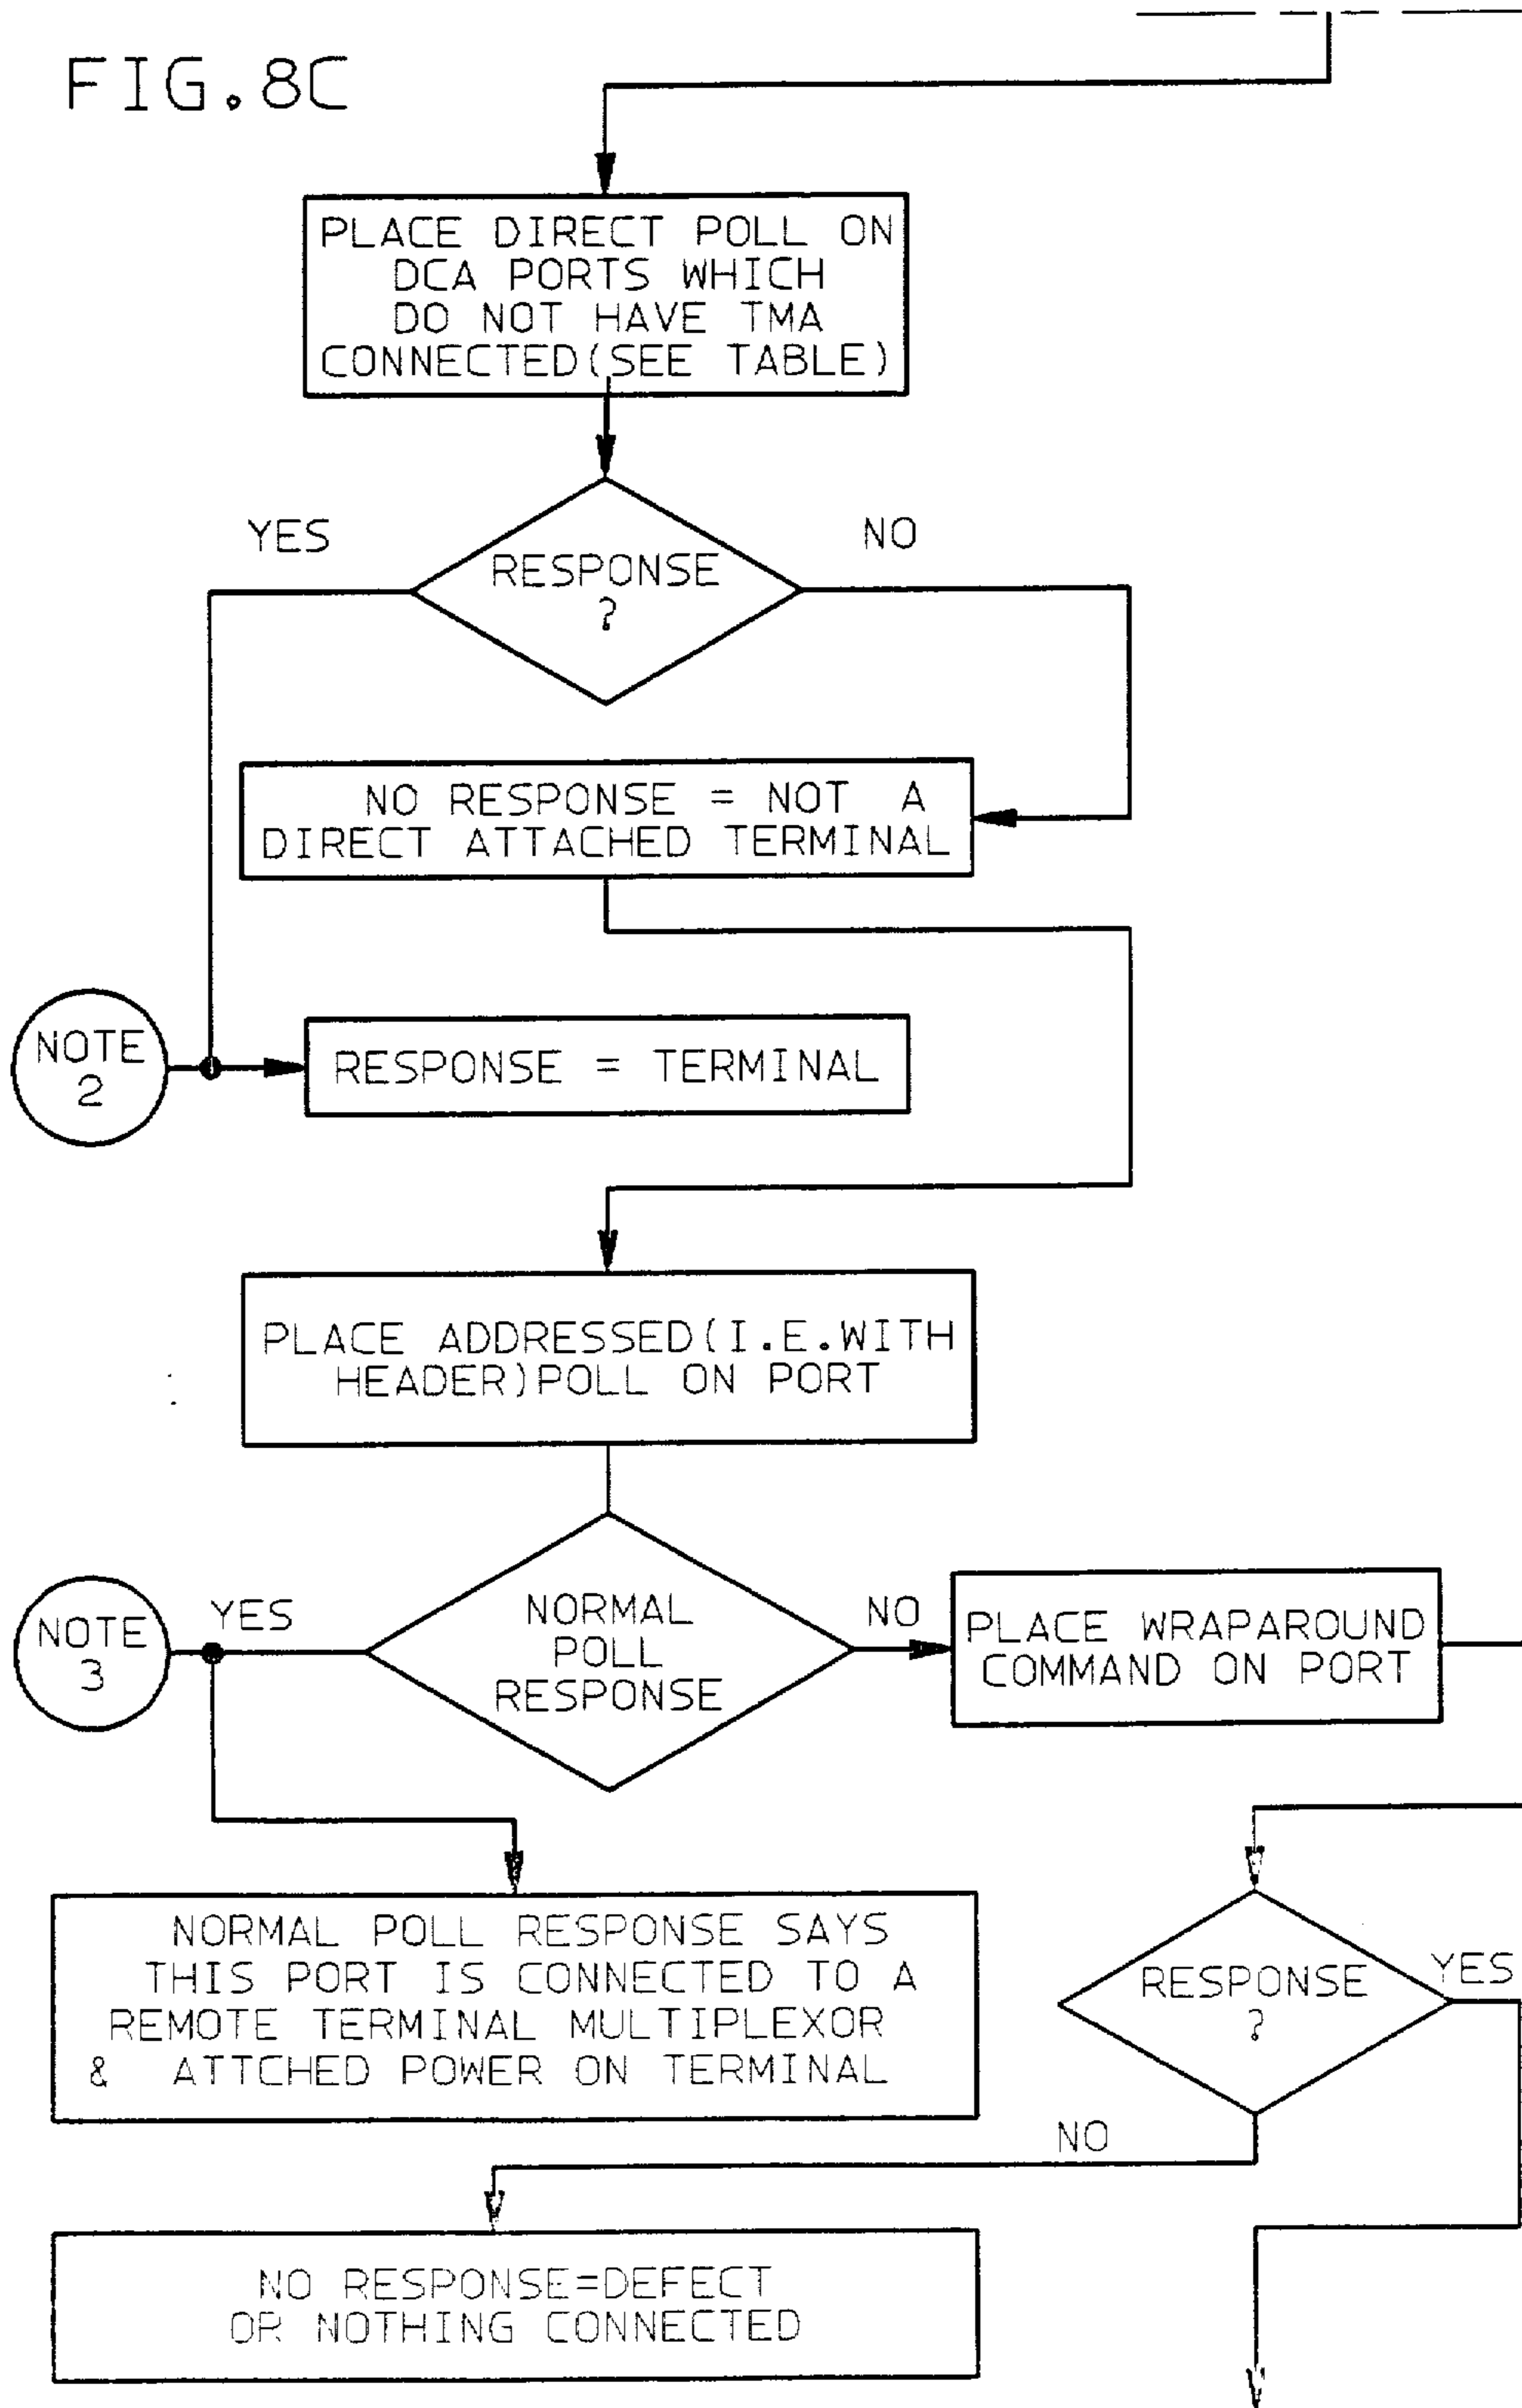 FIG.8C
PLACE DIRECT POLL ON
DCA PORTS WHICH
DO NOT HAVE TMA
CONNECTED(SEE TABLE)
YES
NO
RESPONSE
?
NO RESPONSE = NOT A
DIRECT ATTACHED TERMINAL
NOTE
2
RESPONSE = TERMINAL
PLACE ADDRESSED(I.E.WITH
HEADER)POLL ON PORT
NOTE
3
YES
NORMAL
POLL
RESPONSE
NO
PLACE WRAPAROUND
COMMAND ON PORT
NORMAL POLL RESPONSE SAYS
THIS PORT IS CONNECTED TO A
REMOTE TERMINAL MULTIPLEXOR
& ATTCHED POWER ON TERMINAL
RESPONSE
?
YES
NO
NO RESPONSE=DEFECT
OR NOTHING CONNECTED